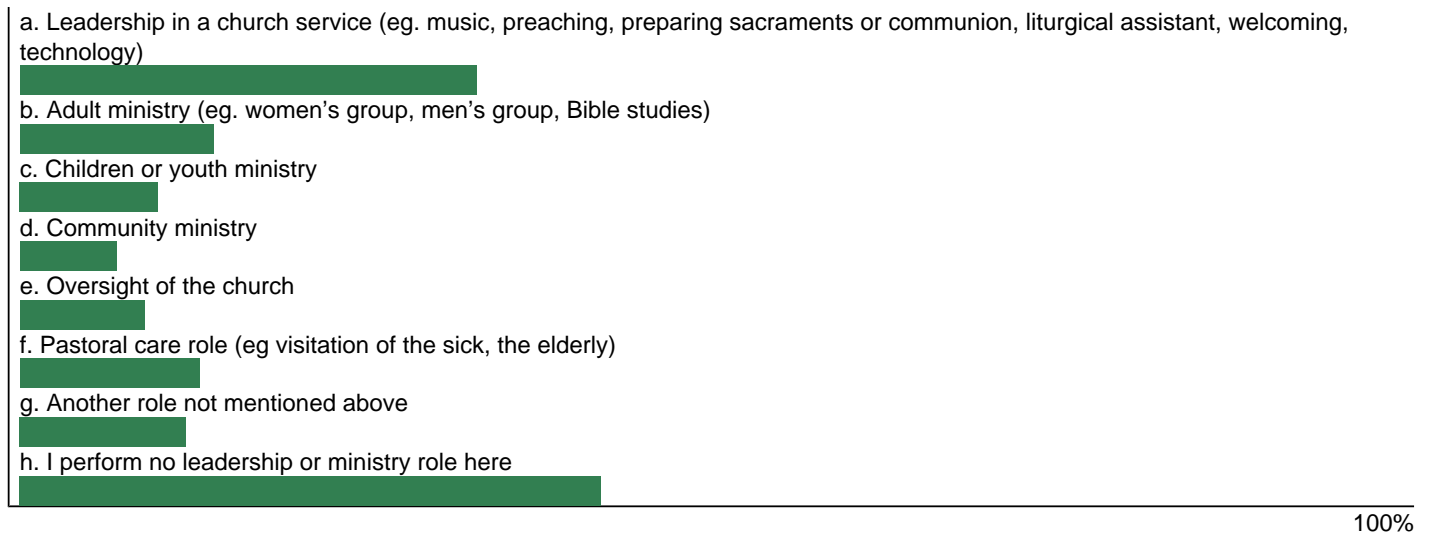 a. Leadership in a church service (eg. music, preaching, preparing sacraments or communion, liturgical assistant, welcoming,
technology)
b. Adult ministry (eg. women's group, men's group, Bible studies)
c. Children or youth ministry
d. Community ministry
e. Oversight of the church
f. Pastoral care role (eg visitation of the sick, the elderly)
g. Another role not mentioned above
h. I perform no leadership or ministry role here
100%